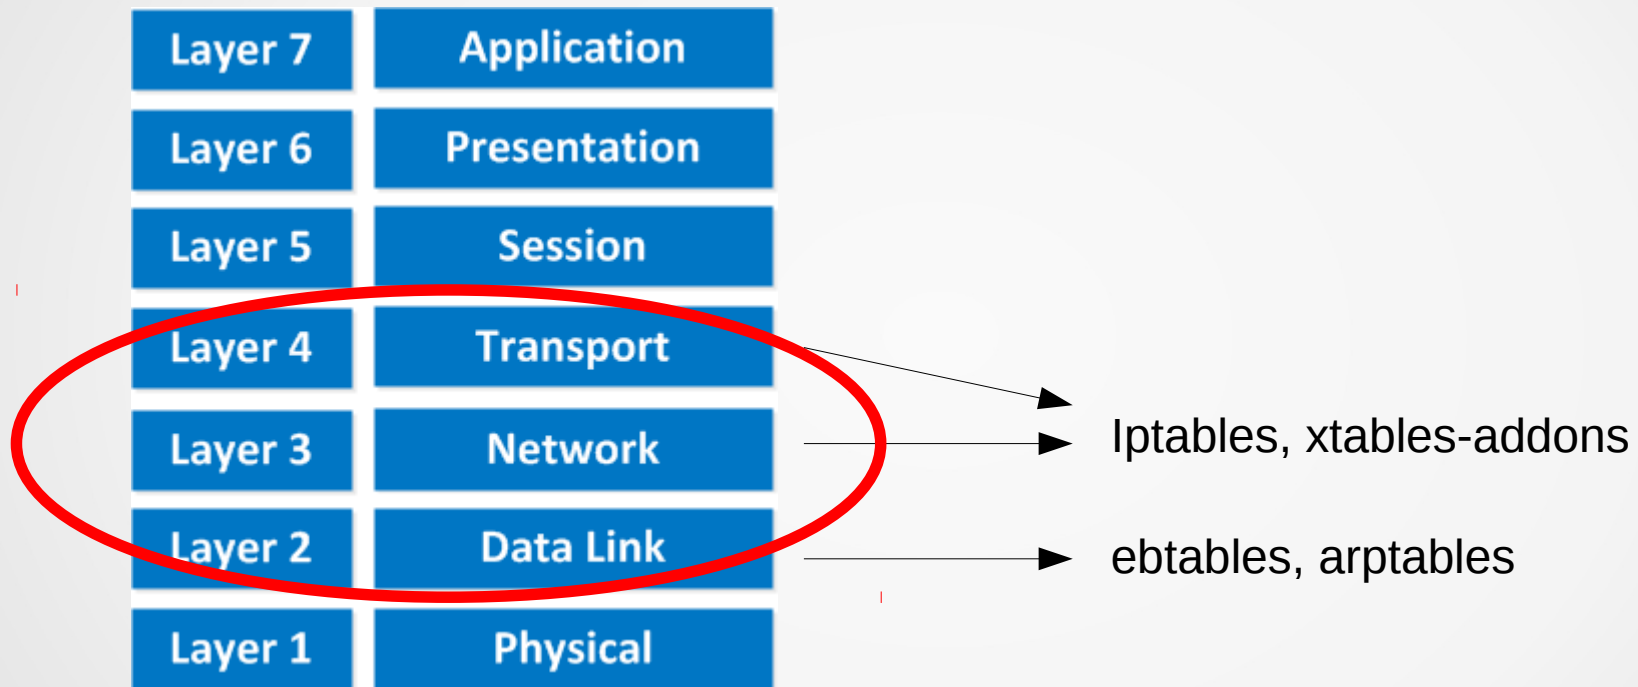 Layer 7 Application
Layer 6 Presentation
Layer 5 Session
Layer 4 Transport
Layer 3 Network
Iptables, xtables-addons
Layer 2 Data Link
ebtables, arptables
Layer 1 Physical